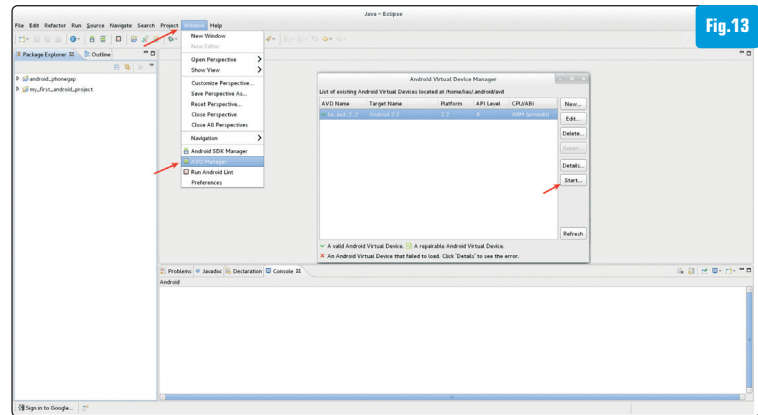 Java - Eclipse
Fig.13
File Edit Refactor Run Source Navigate Search Project Window Help
New Window
New Editor
Open Perspective
Show View
Customize Perspective...
Save Perspective As...
Reset Perspective...
Close Perspective
Close All Perspectives
Navigation
Android SDK Manager
AVD Manager
Run Android Lint
Preferences
Package Explorer
Outline
android_phonegap
my_first_android_project
Android Virtual Device Manager
List of existing Android Virtual Devices located at /home/lias/.android/avd
AVD Name Target Name Platform API Level CPU/ABI
Android 2.2 2.2 8 ARM (armeabi)
New...
Edit...
Delete...
Repair...
Details...
Start...
Refresh
A valid Android Virtual Device. A repairable Android Virtual Device.
An Android Virtual Device that failed to load. Click 'Details' to see the error.
Problems Javadoc Declaration Console
Android
Sign in to Google...